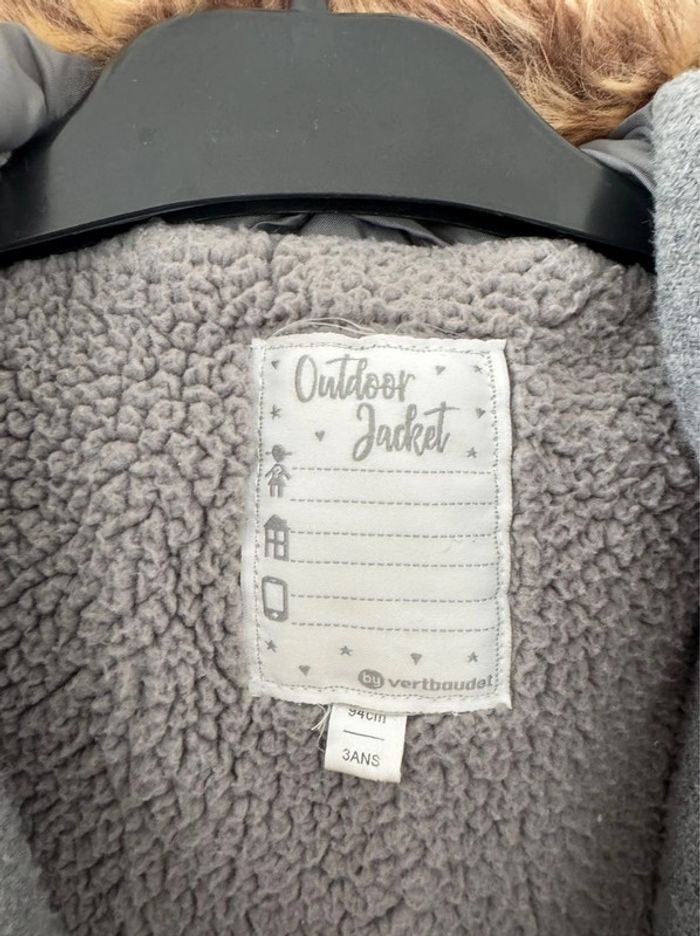 Outdoor
Jacket
by vertbaudet
94cm
3ANS